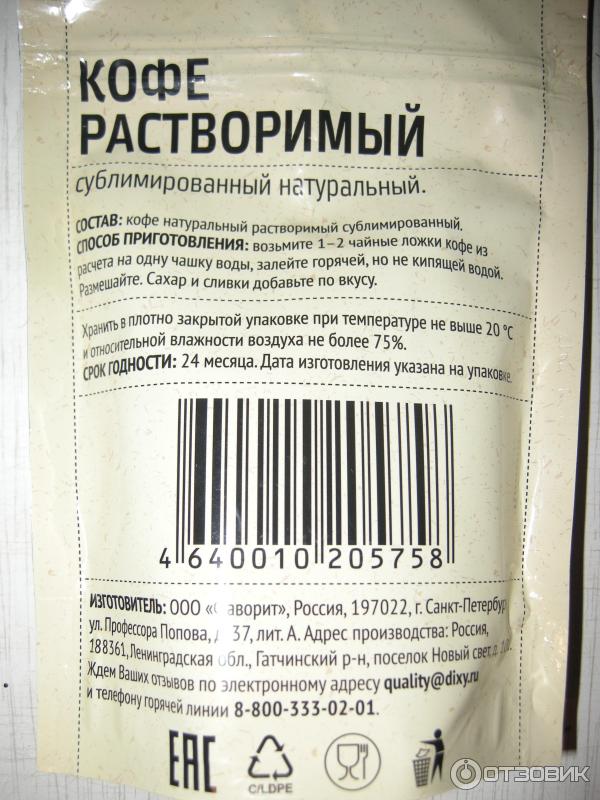 КОФЕ
РАСТВОРИМЫЙ
сублимированный натуральный.
СОСТАВ: кофе натуральный растворимый сублимированный.
СПОСОБ ПРИГОТОВЛЕНИЯ: возьмите 1–2 чайные ложки кофе из
расчета на одну чашку воды, залейте горячей, но не кипящей водой.
Размешайте. Сахар и сливки добавьте по вкусу.
Хранить в плотно закрытой упаковке при температуре не выше 20 °С
и относительной влажности воздуха не более 75%.
СРОК ГОДНОСТИ: 24 месяца. Дата изготовления указана на упаковке.
4 640010 205758
ИЗГОТОВИТЕЛЬ: ООО «Фаворит», Россия, 197022, г. Санкт-Петербург
ул. Профессора Попова, д. 37, лит. А. Адрес производства: Россия,
188361, Ленинградская обл., Гатчинский р-н, поселок Новый свет,
Ждем Ваших отзывов по электронному адресу quality@dixy.ru
и телефону горячей линии 8-800-333-02-01.
EAC
C/LDPE
ОТЗОВИК